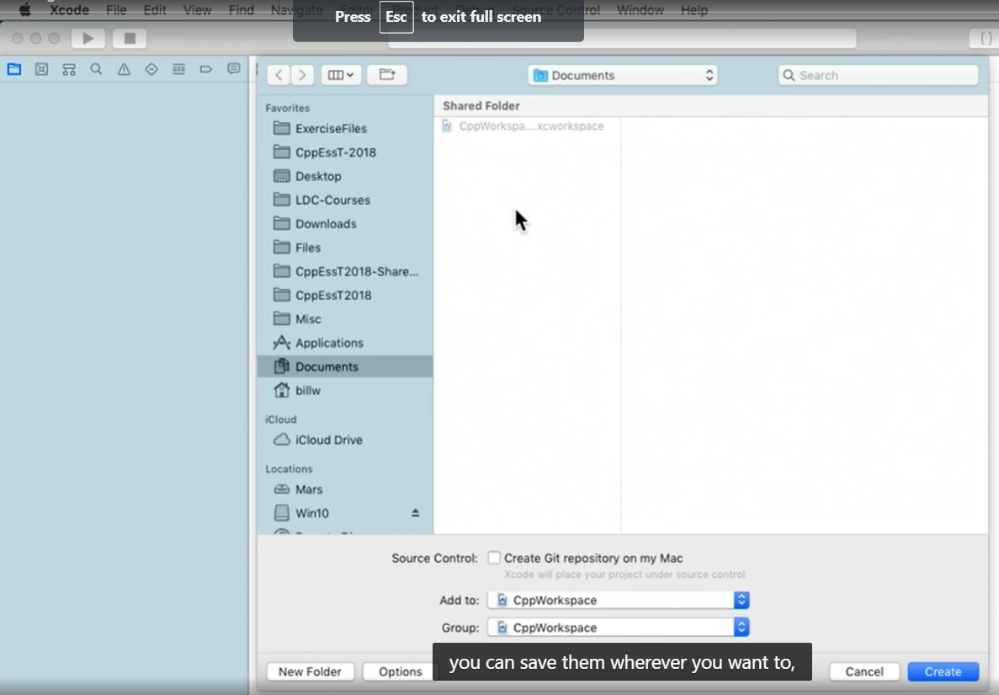 Xcode File Edit View Find Navigate Editor Product Debug Source Control Window Help
Press Esc to exit full screen
{}
Documents
Search
Favorites
Shared Folder
ExerciseFiles
CppWorkspa....xcworkspace
CppEssT-2018
Desktop
LDC-Courses
Downloads
Files
CppEssT2018-Share...
CppEssT2018
Misc
Applications
Documents
billw
iCloud
iCloud Drive
Locations
Mars
Win10
Source Control: Create Git repository on my Mac
Xcode will place your project under source control
Add to: CppWorkspace
Group: CppWorkspace
you can save them wherever you want to,
New Folder
Options
Cancel
Create